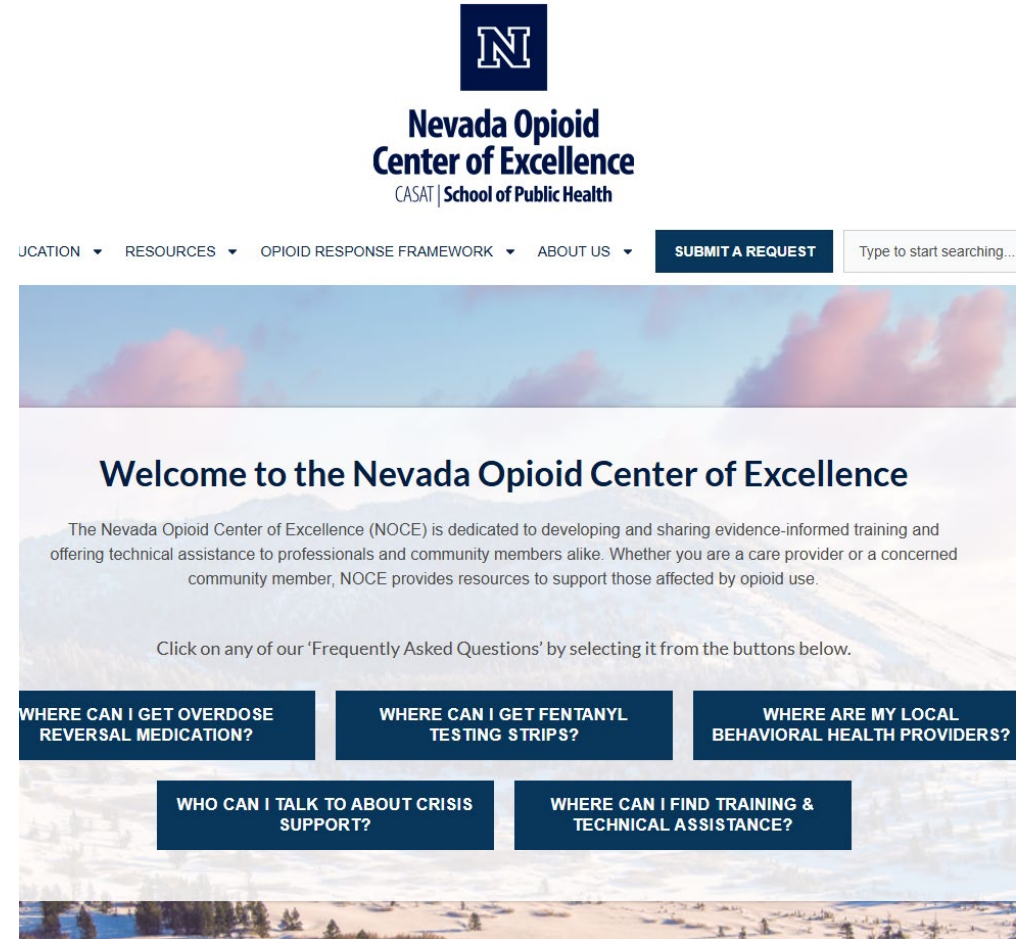 N
Nevada Opioid
Center of Excellence
CASAT | School of Public Health
UCATION RESOURCES OPIOID RESPONSE FRAMEWORK ABOUT US SUBMIT A REQUEST Type to start searching...
Welcome to the Nevada Opioid Center of Excellence
The Nevada Opioid Center of Excellence (NOCE) is dedicated to developing and sharing evidence-informed training and
offering technical assistance to professionals and community members alike. Whether you are a care provider or a concerned
community member, NOCE provides resources to support those affected by opioid use.
Click on any of our ‘Frequently Asked Questions’ by selecting it from the buttons below.
WHERE CAN I GET OVERDOSE
REVERSAL MEDICATION?
WHERE CAN I GET FENTANYL
TESTING STRIPS?
WHERE ARE MY LOCAL
BEHAVIORAL HEALTH PROVIDERS?
WHO CAN I TALK TO ABOUT CRISIS
SUPPORT?
WHERE CAN I FIND TRAINING &
TECHNICAL ASSISTANCE?